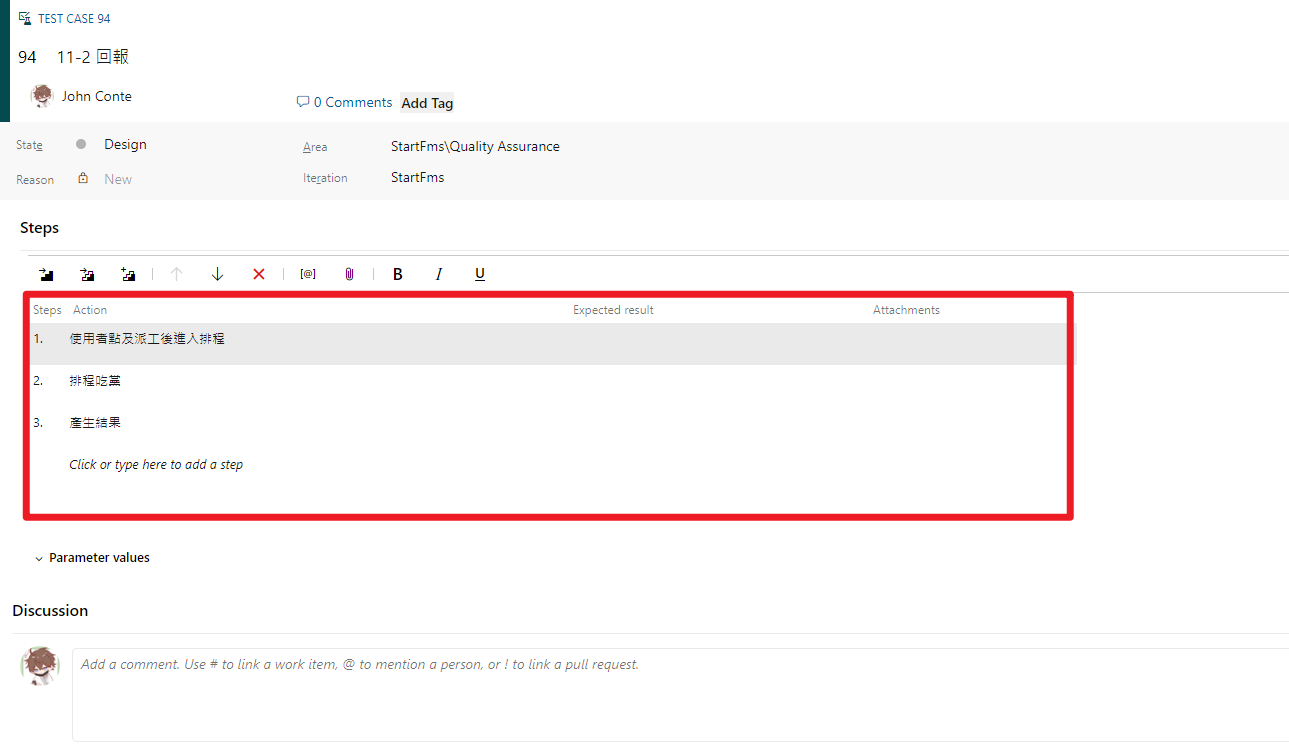 TEST CASE 94
94 11-2 回報
John Conte
0 Comments Add Tag
State Design Area StartFms\Quality Assurance
Reason New Iteration StartFms
Steps
[@] B I U
Steps Action Expected result Attachments
1. 使用者點及派工後進入排程
2. 排程吃黨
3. 產生結果
Click or type here to add a step
Parameter values
Discussion
Add a comment. Use # to link a work item, @ to mention a person, or ! to link a pull request.